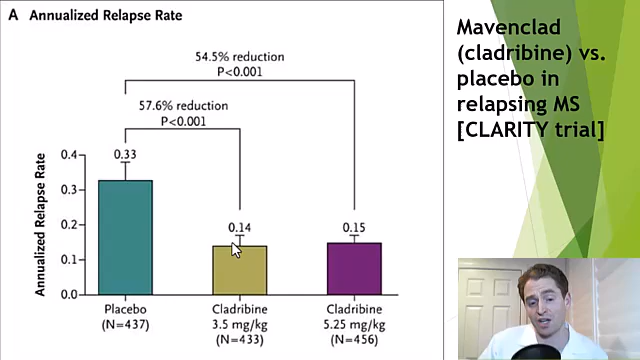 A Annualized Relapse Rate
54.5% reduction
P<0.001
57.6% reduction
P<0.001
Annualized Relapse Rate
0.4
0.3
0.2
0.1
0.0
0.33
0.14
0.15
Placebo
(N=437)
Cladribine
3.5 mg/kg
(N=433)
Cladribine
5.25 mg/kg
(N=456)
Mavenclad
(cladribine) vs.
placebo in
relapsing MS
[CLARITY trial]